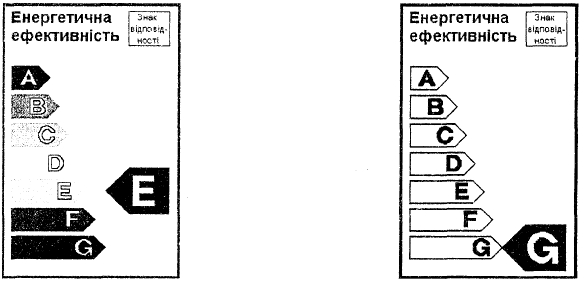 Енергетична
ефективність
Знак
відповід-
ності
A
B
C
D
E
F
G
E
Енергетична
ефективність
Знак
відповід-
ності
A
B
C
D
E
F
G
G